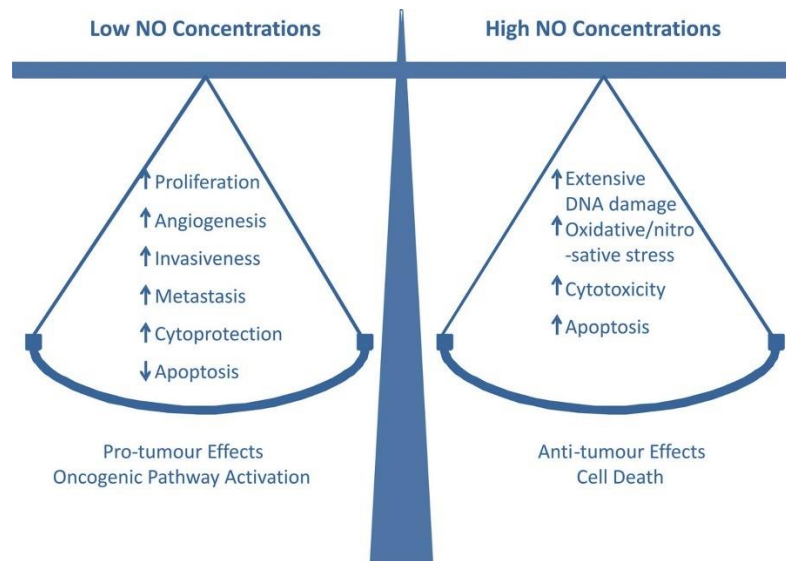 Low NO Concentrations
↑Proliferation
↑Angiogenesis
↑Invasiveness
↑Metastasis
↑Cytoprotection
↓Apoptosis
Pro-tumour Effects
Oncogenic Pathway Activation
High NO Concentrations
↑Extensive
DNA damage
↑Oxidative/nitro
-sative stress
↑Cytotoxicity
↑Apoptosis
Anti-tumour Effects
Cell Death